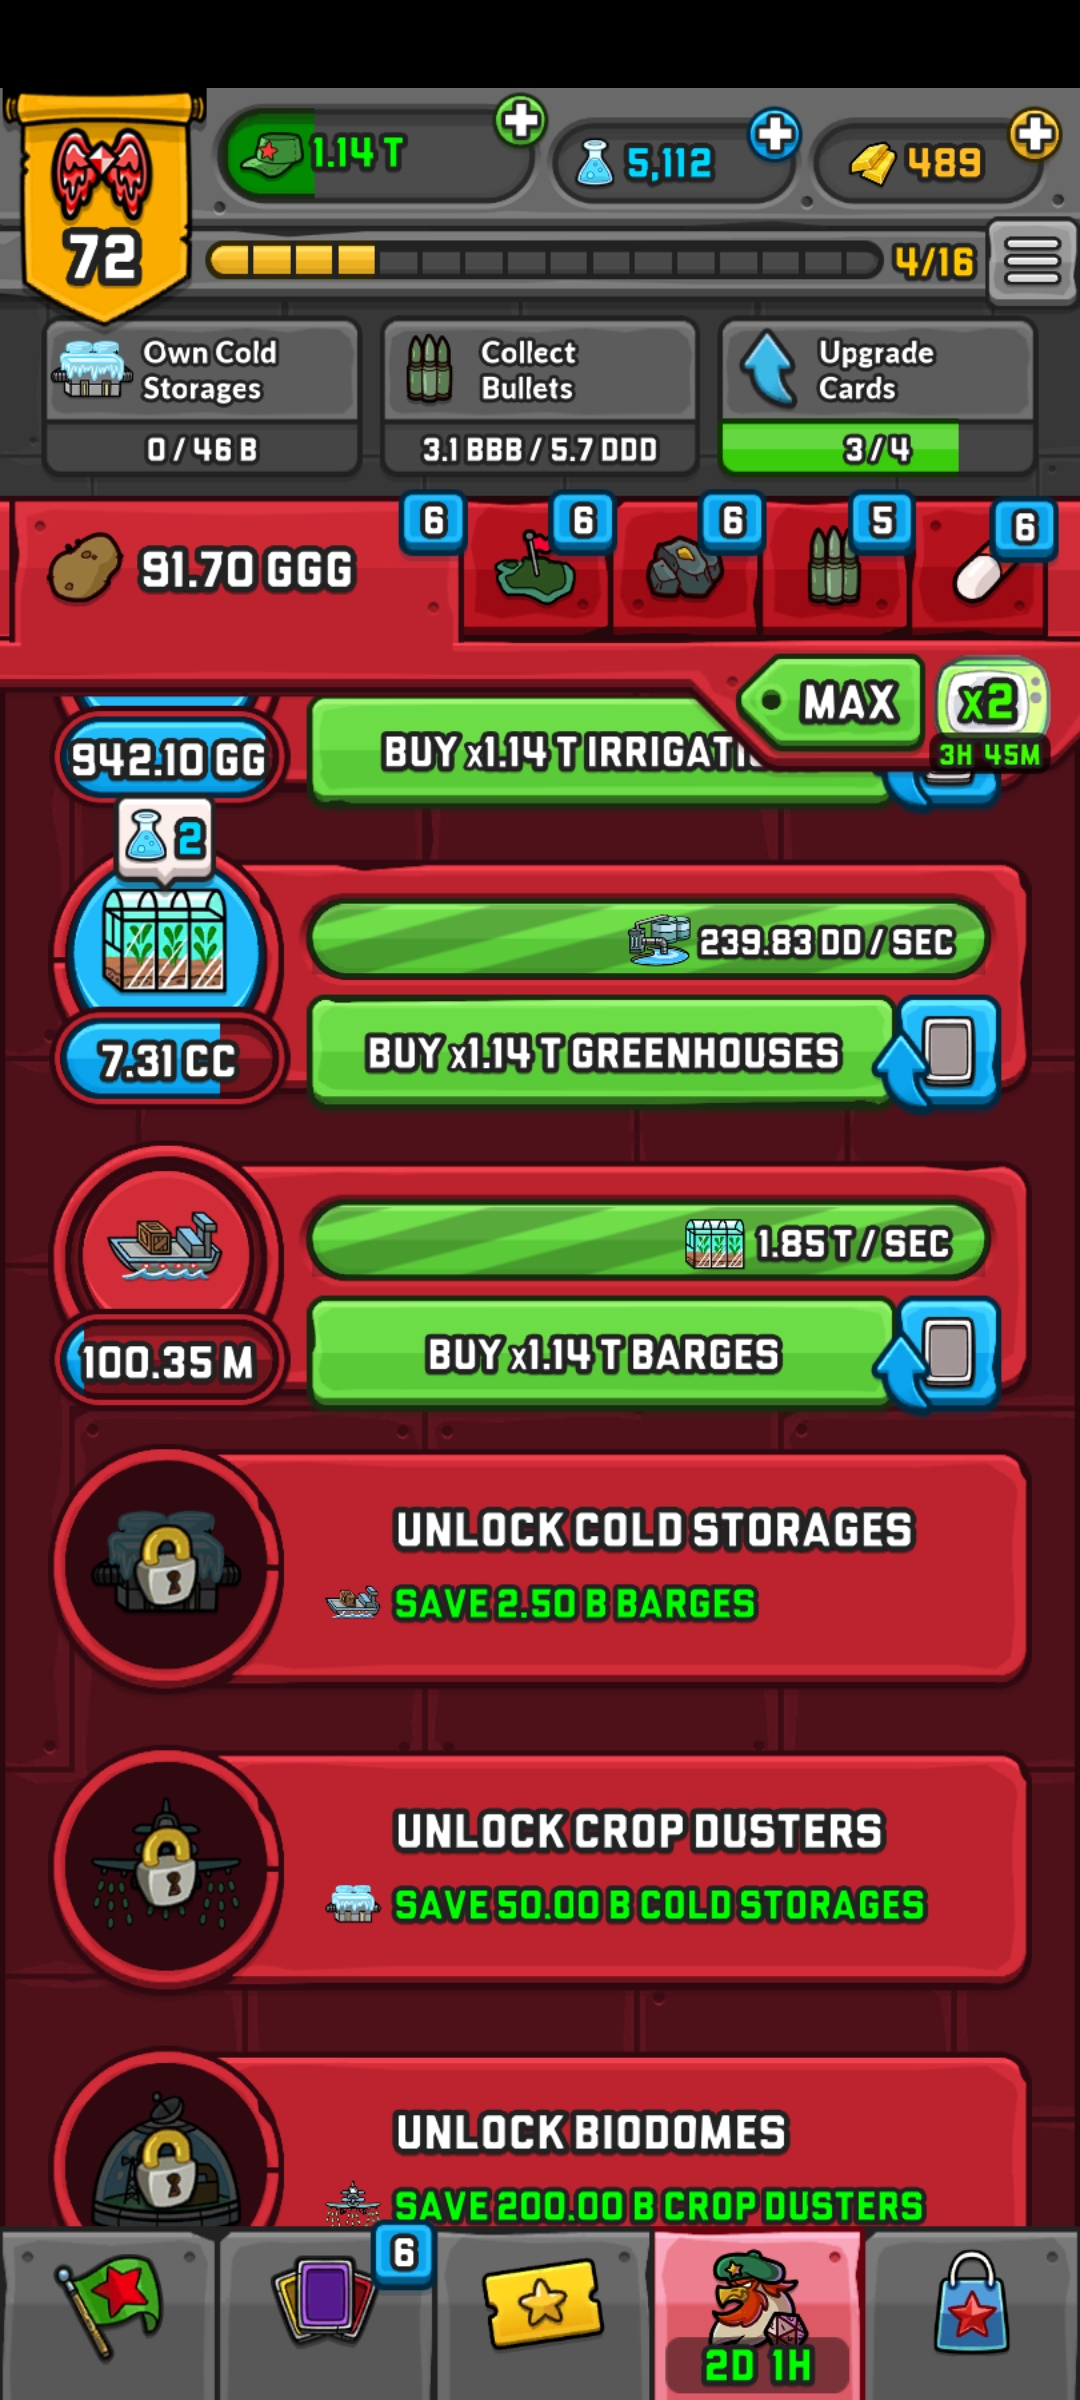 1.14 T
5,112
489
72
4/16
Own Cold
Storages
0 / 46 B
Collect
Bullets
3.1 BBB / 5.7 DDD
Upgrade
Cards
3 / 4
91.70 GGG
6
6
6
5
6
MAX
x2
3H 45M
942.10 GG
BUY x1.14 T IRRIGATI
2
239.83 DD / SEC
7.31 CC
BUY x1.14 T GREENHOUSES
1.85 T / SEC
100.35 M
BUY x1.14 T BARGES
UNLOCK COLD STORAGES
SAVE 2.50 B BARGES
UNLOCK CROP DUSTERS
SAVE 50.00 B COLD STORAGES
UNLOCK BIODOMES
SAVE 200.00 B CROP DUSTERS
6
2D 1H